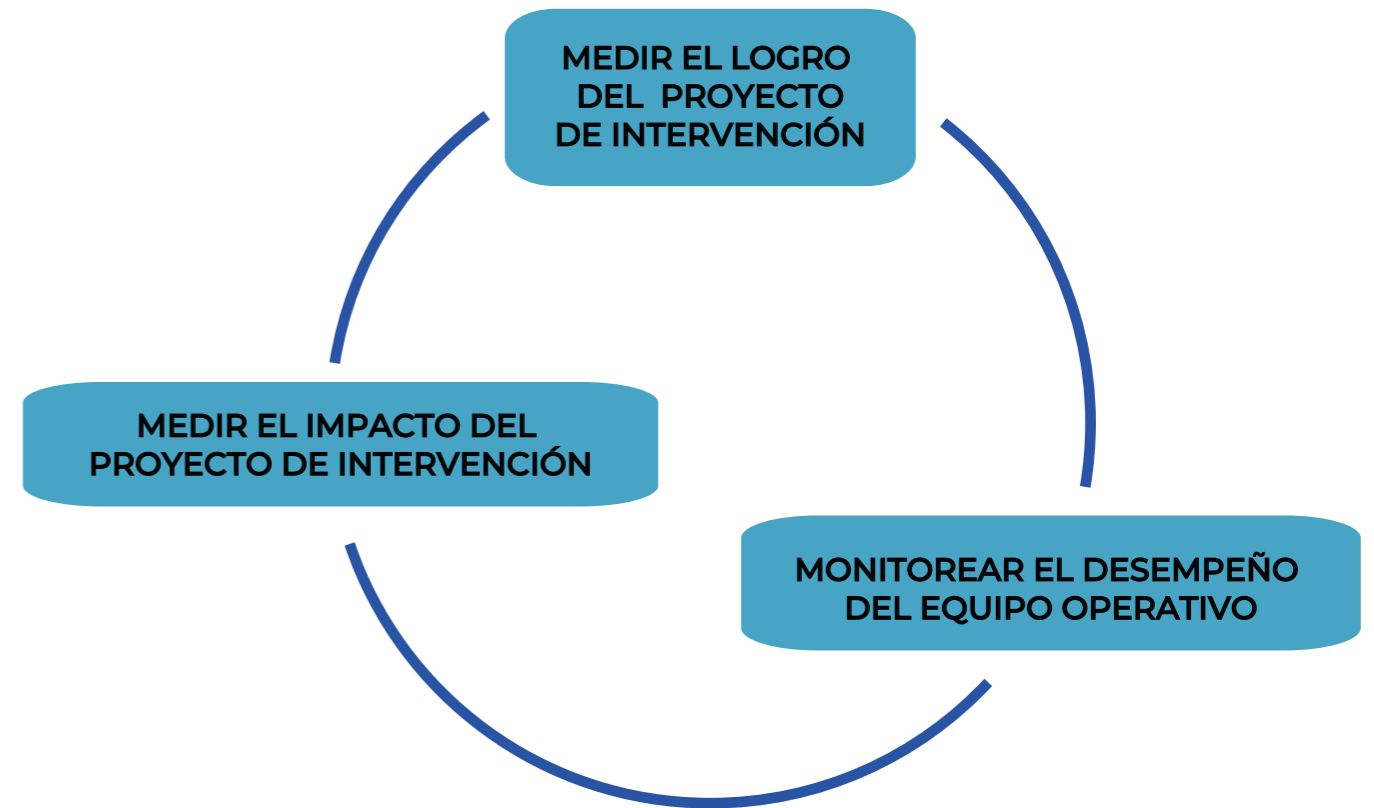 MEDIR EL LOGRO
DEL PROYECTO
DE INTERVENCIÓN
MEDIR EL IMPACTO DEL
PROYECTO DE INTERVENCIÓN
MONITOREAR EL DESEMPEÑO
DEL EQUIPO OPERATIVO